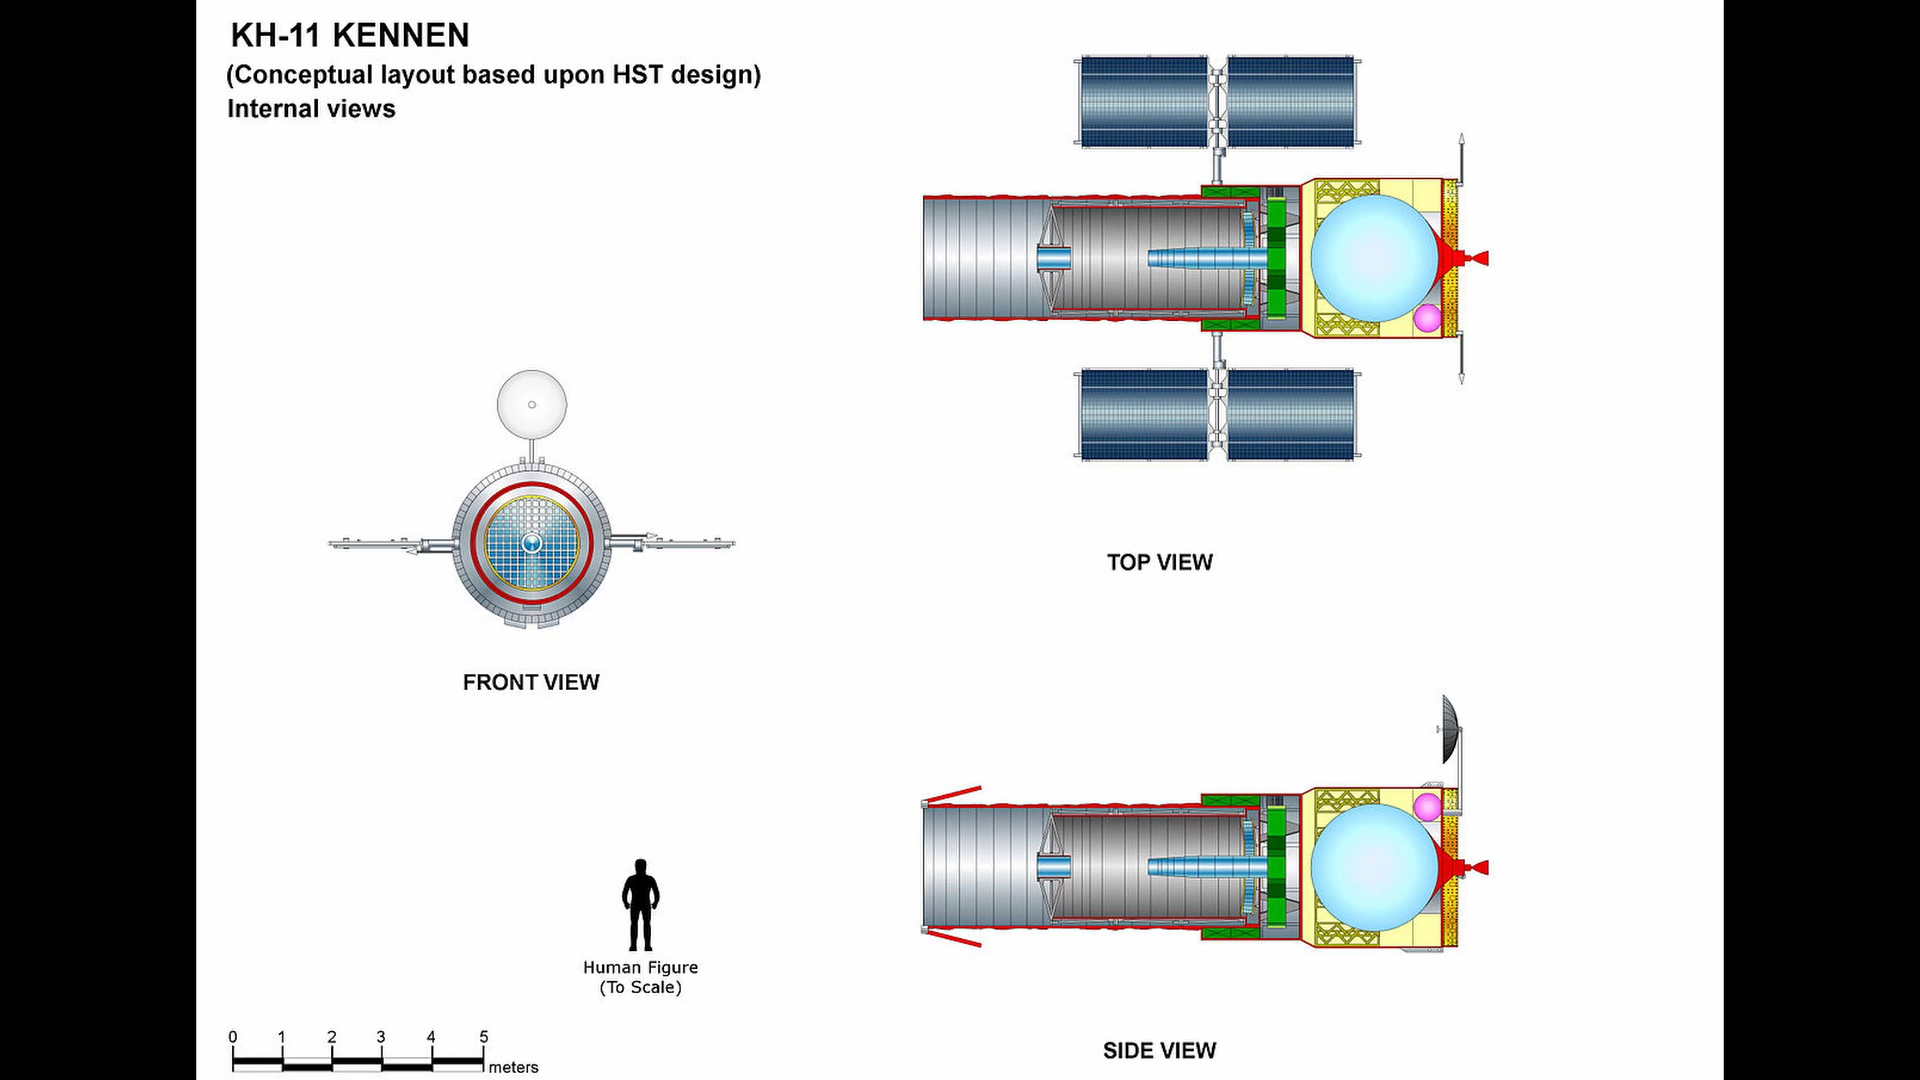 KH-11 KENNEN
(Conceptual layout based upon HST design)
Internal views
TOP VIEW
FRONT VIEW
Human Figure
(To Scale)
0 1 2 3 4 5
meters
SIDE VIEW